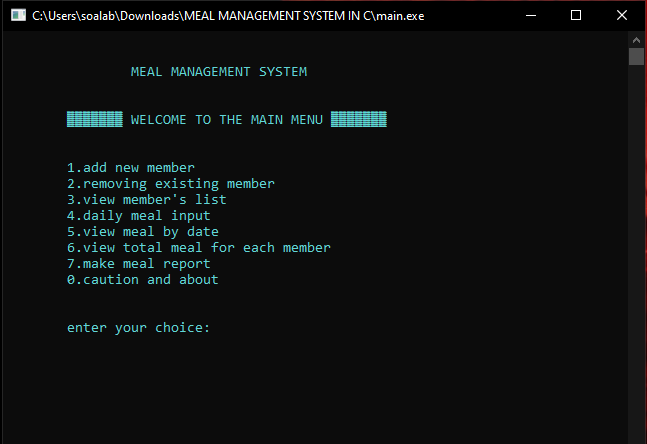 C:\Users\soalab\Downloads\MEAL MANAGEMENT SYSTEM IN C\main.exe
MEAL MANAGEMENT SYSTEM
▓▓▓▓▓▓▓ WELCOME TO THE MAIN MENU ▓▓▓▓▓▓▓
1.add new member
2.removing existing member
3.view member's list
4.daily meal input
5.view meal by date
6.view total meal for each member
7.make meal report
0.caution and about
enter your choice: